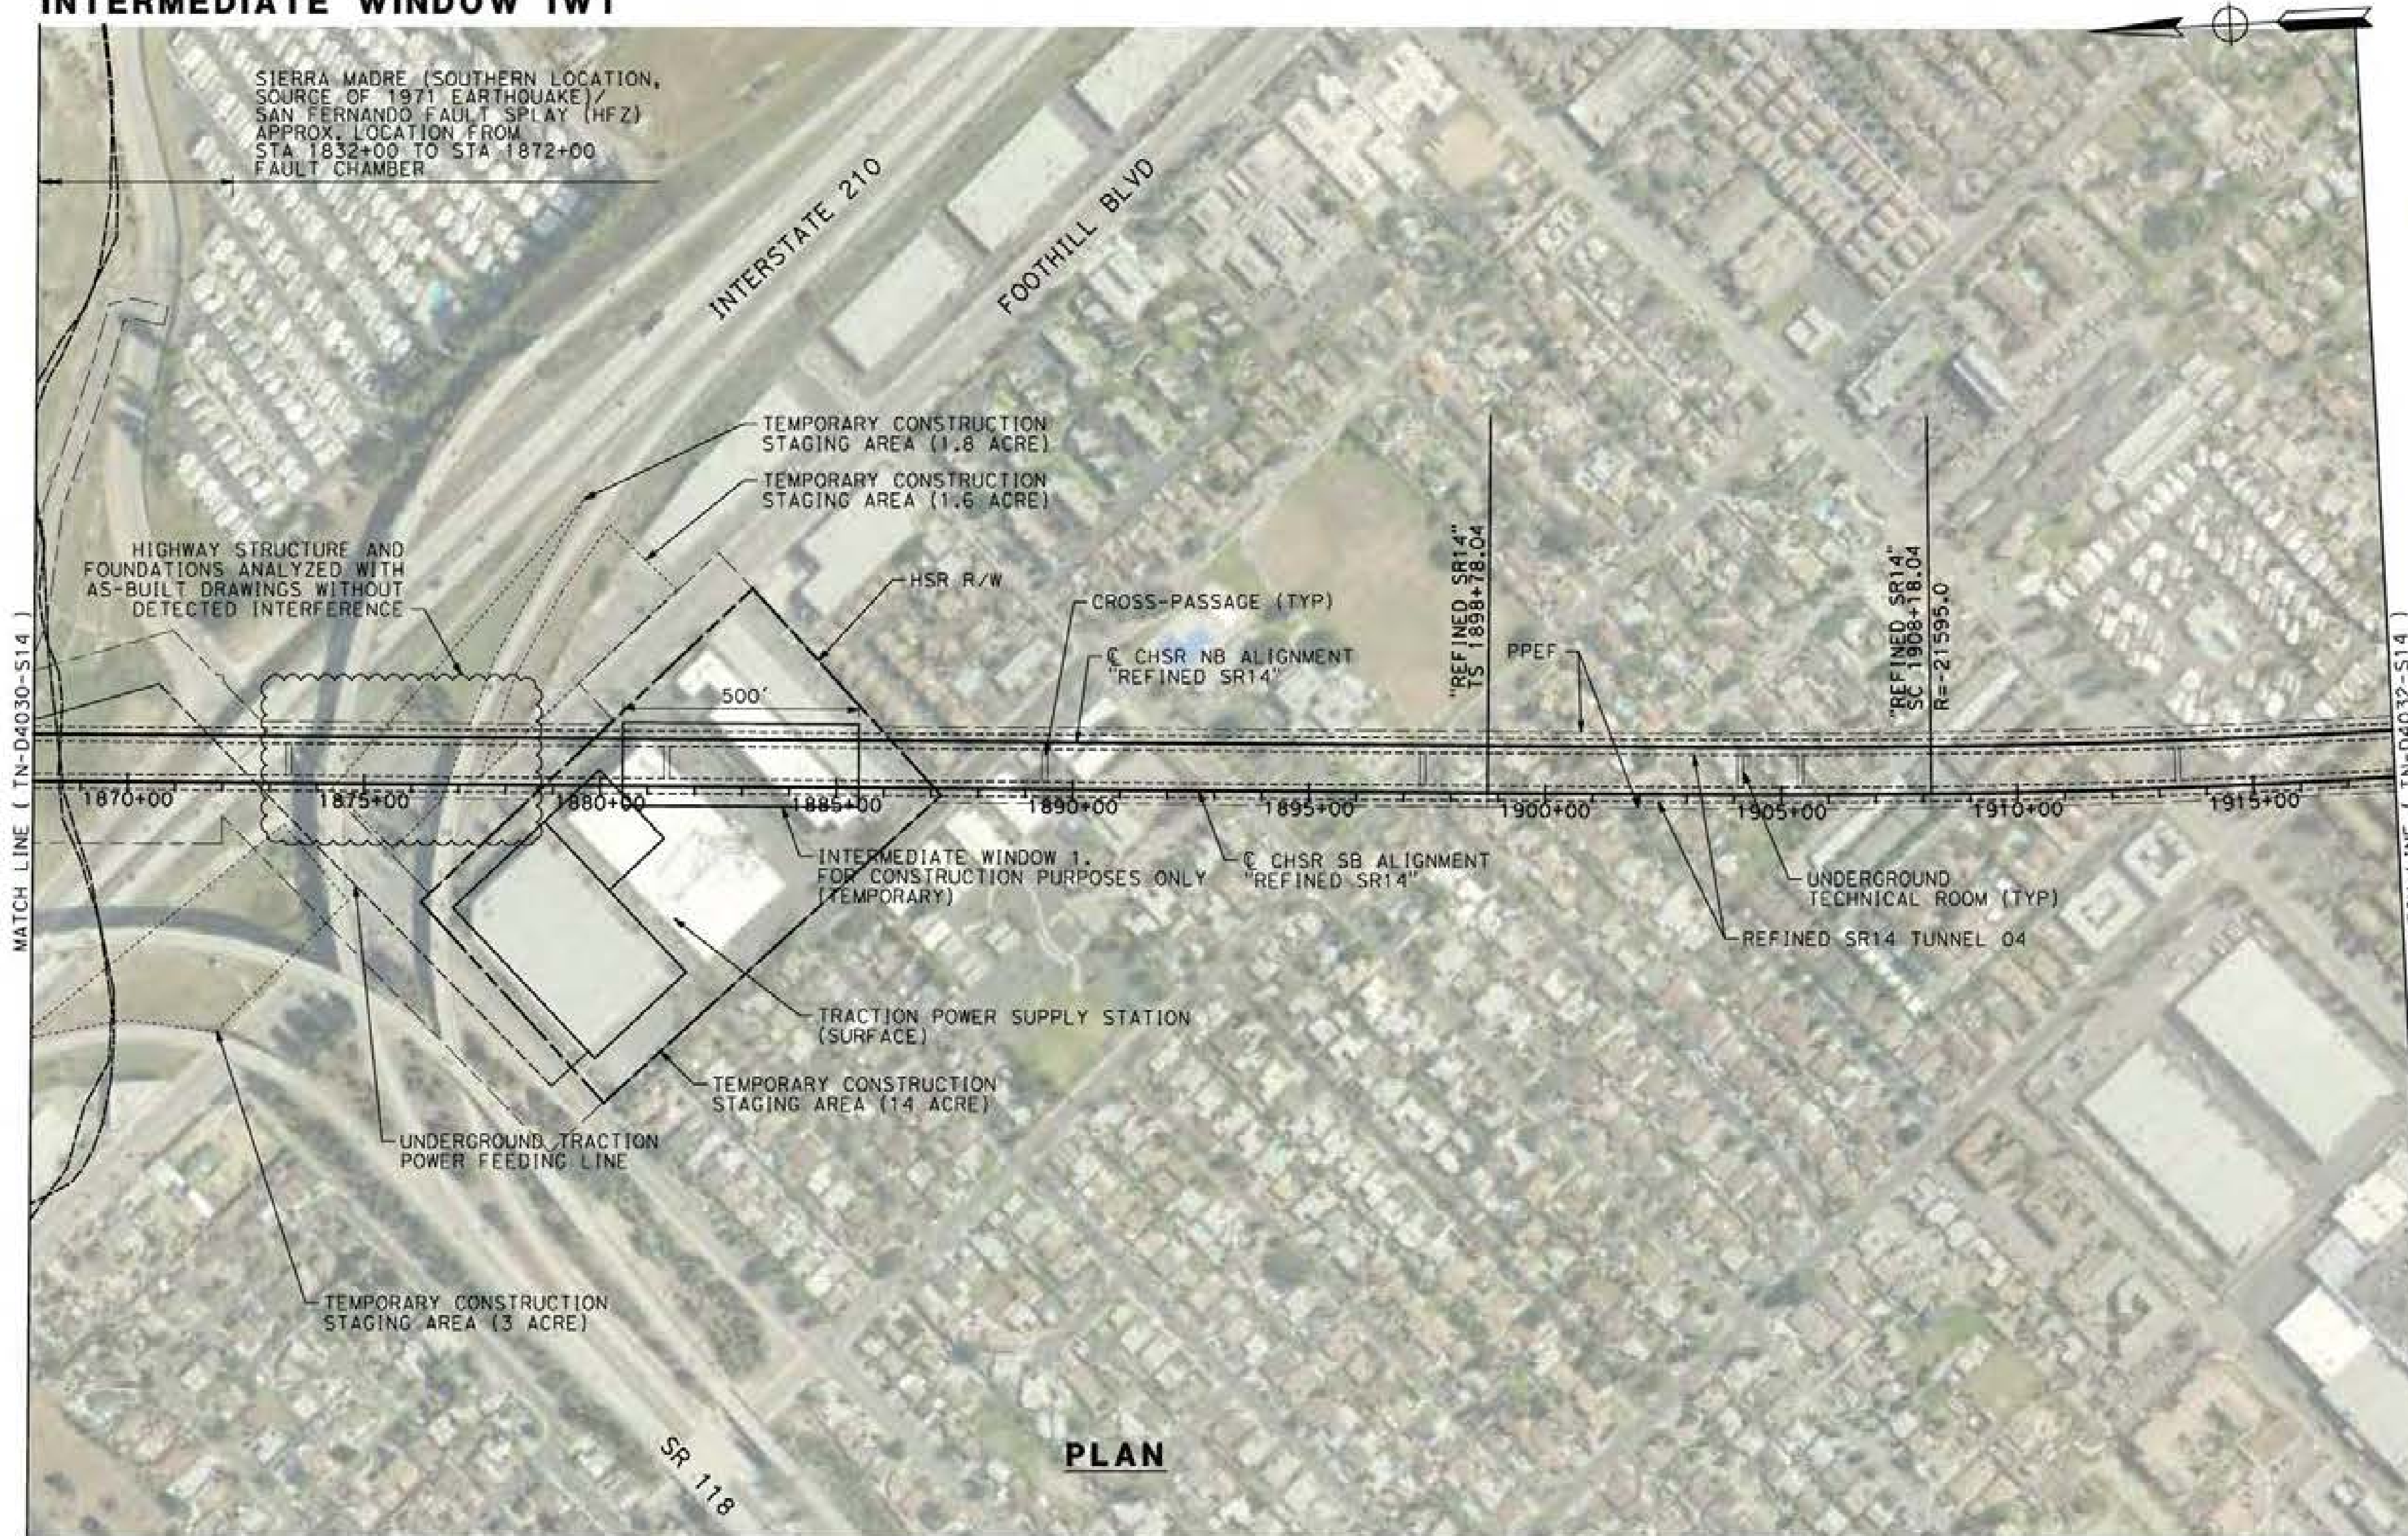 INTERMEDIATE WINDOW IW1
SIERRA MADRE (SOUTHERN LOCATION,
SOURCE OF 1971 EARTHQUAKE)/
SAN FERNANDO FAULT SPLAY (HFZ)
APPROX. LOCATION FROM
STA 1832+00 TO STA 1872+00
FAULT CHAMBER
INTERSTATE 210
FOOTHILL BLVD
TEMPORARY CONSTRUCTION
STAGING AREA (1.8 ACRE)
TEMPORARY CONSTRUCTION
STAGING AREA (1.6 ACRE)
HIGHWAY STRUCTURE AND
FOUNDATIONS ANALYZED WITH
AS-BUILT DRAWINGS WITHOUT
DETECTED INTERFERENCE
HSR R/W
CROSS-PASSAGE (TYP)
℄ CHSR NB ALIGNMENT
"REFINED SR14"
"REFINED SR14"
TS 1898+78.04
PPEF
"REFINED SR14"
SC 1908+18.04
R=-21595.0
500'
MATCH LINE ( TN-D4030-S14 )
1870+00
1875+00
1880+00
1885+00
1890+00
1895+00
1900+00
1905+00
1910+00
1915+00
INTERMEDIATE WINDOW 1.
FOR CONSTRUCTION PURPOSES ONLY
(TEMPORARY)
℄ CHSR SB ALIGNMENT
"REFINED SR14"
UNDERGROUND
TECHNICAL ROOM (TYP)
REFINED SR14 TUNNEL 04
TRACTION POWER SUPPLY STATION
(SURFACE)
TEMPORARY CONSTRUCTION
STAGING AREA (14 ACRE)
UNDERGROUND TRACTION
POWER FEEDING LINE
TEMPORARY CONSTRUCTION
STAGING AREA (3 ACRE)
SR 118
PLAN